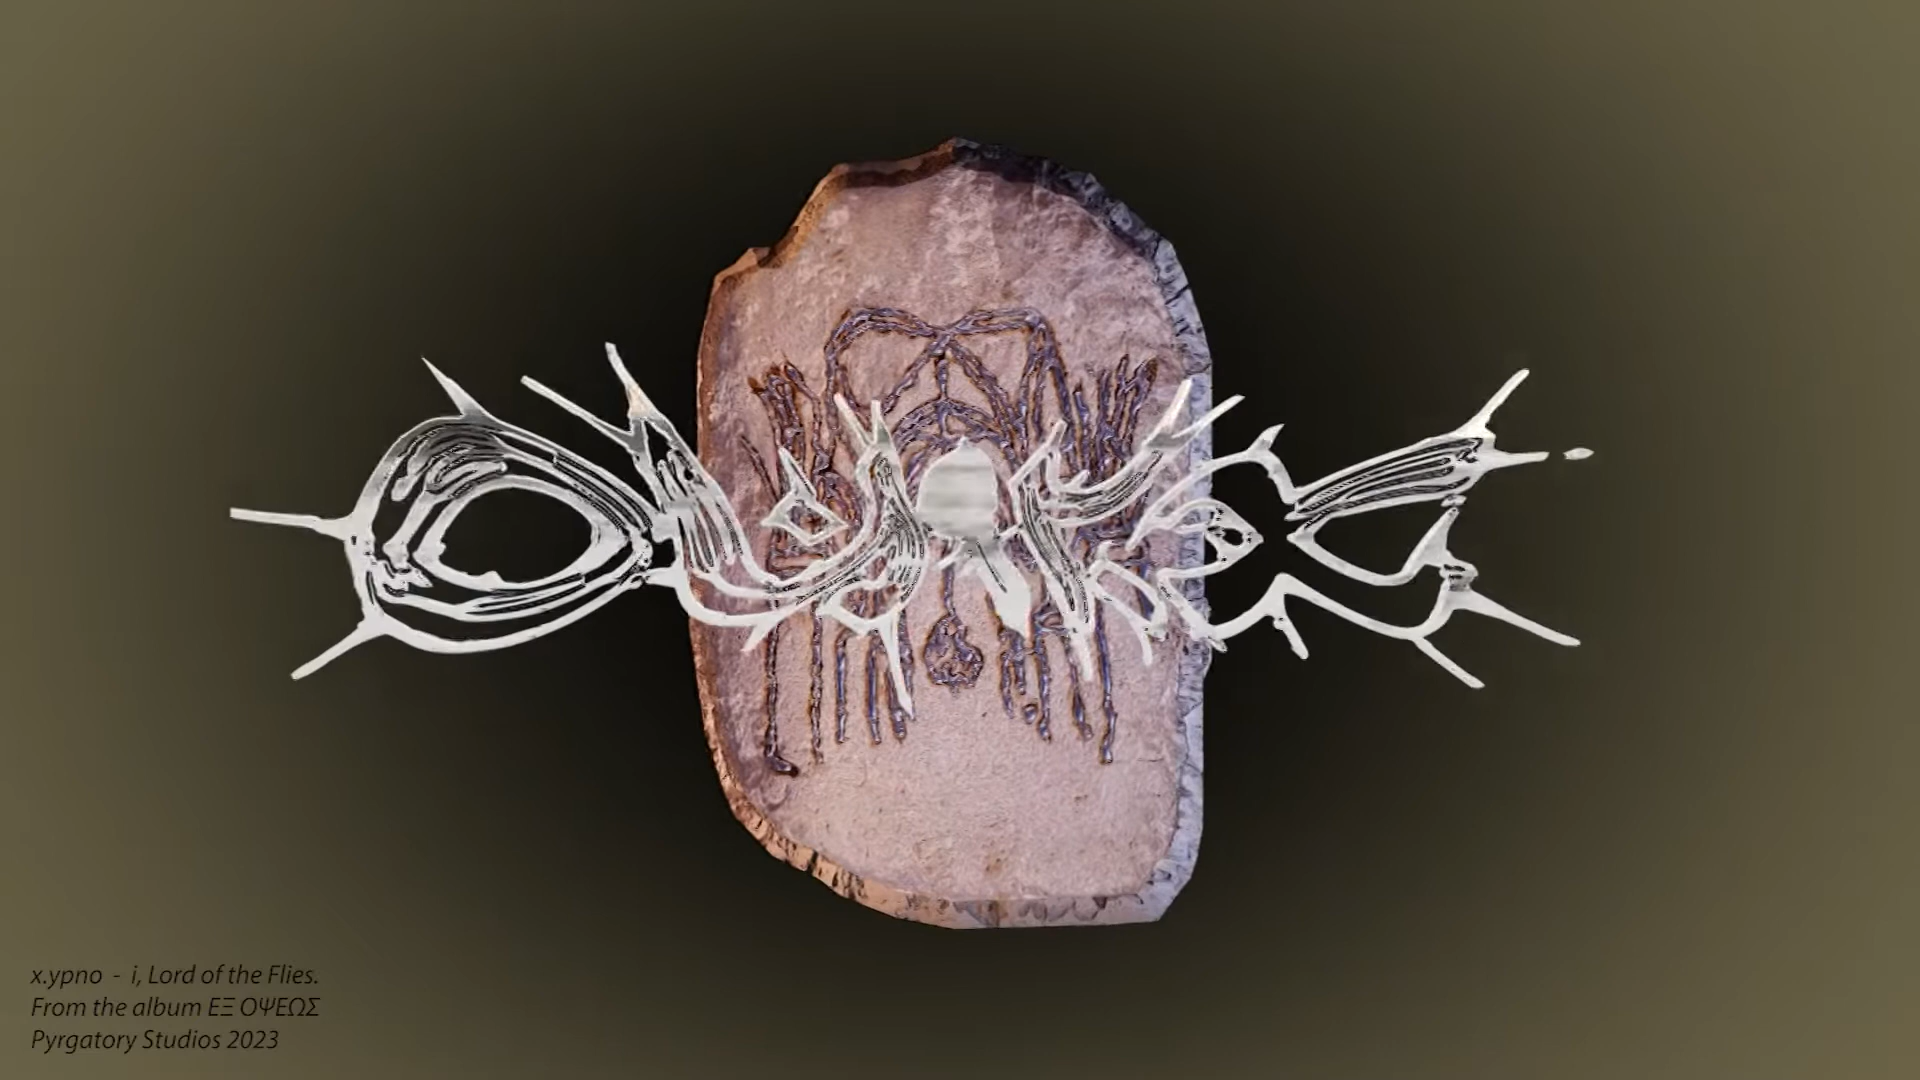 x.ypno - i, Lord of the Flies.
From the album ΕΞ ΟΨΕΩΣ
Pyrgatory Studios 2023